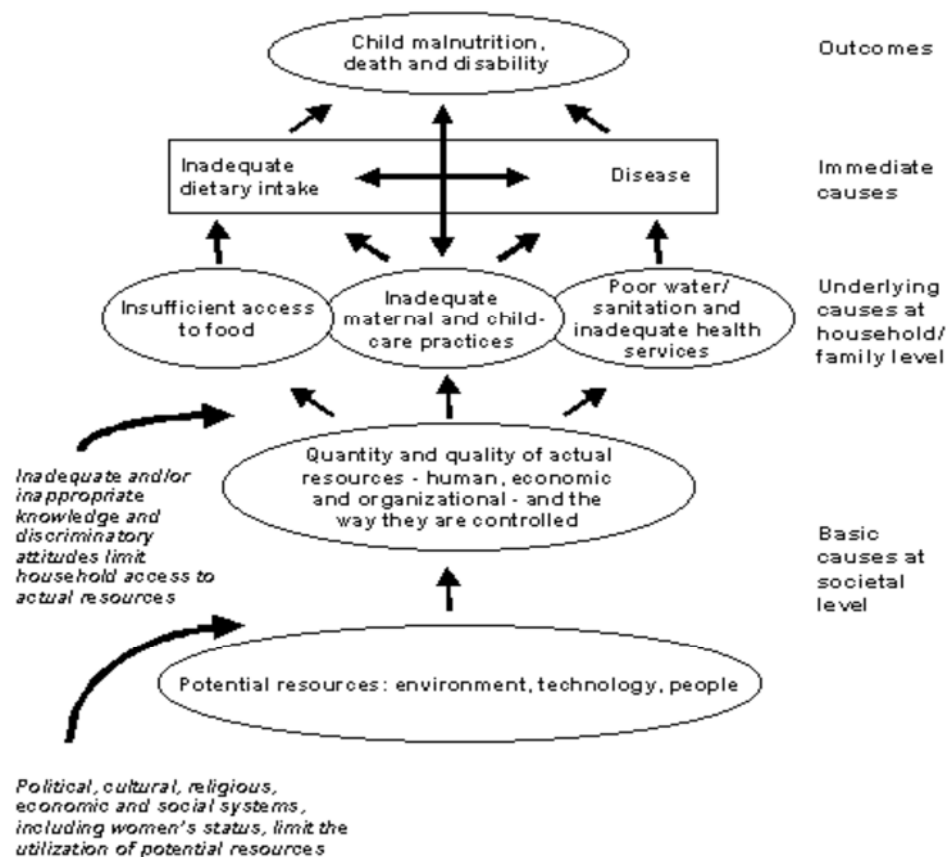 Child malnutrition,
death and disability
Outcomes
Inadequate
dietary intake
Disease
Immediate
causes
Insufficient access
to food
Inadequate
maternal and child-
care practices
Poor water/
sanitation and
inadequate health
services
Underlying
causes at
household/
family level
Quantity and quality of actual
resources - human, economic
and organizational - and the
way they are controlled
Inadequate and/or
inappropriate
knowledge and
discriminatory
attitudes limit
household access to
actual resources
Basic
causes at
societal
level
Potential resources: environment, technology, people
Political, cultural, religious,
economic and social systems,
including women's status, limit the
utilization of potential resources